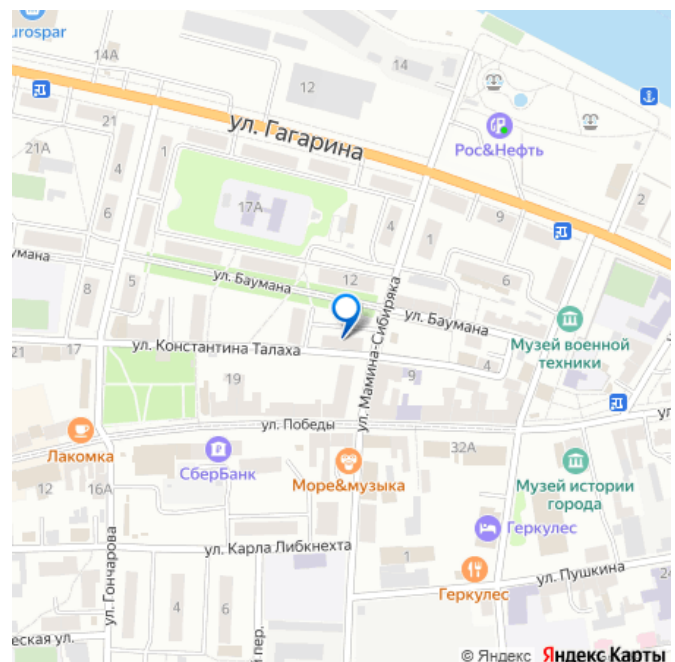 urospar
14А
14
12
ул. Гагарина
Рос&Нефть
21
21А
1
4
6
17А
4
1
9
2
умана
8
5
ул. Баумана
12
6
ул. Баумана
Музей военной
техники
21
17
ул. Константина Талаха
19
ул. Мамина-Сибиряка
9
4
ул. Победы
Лакомка
СберБанк
Море&музыка
32А
Музей истории
города
12
16А
Геркулес
ул. Карла Либкнехта
1
Геркулес
ул. Пушкина
24
ул. Гончарова
4
6
еская ул.
й пер.
© Яндекс Яндекс Карты